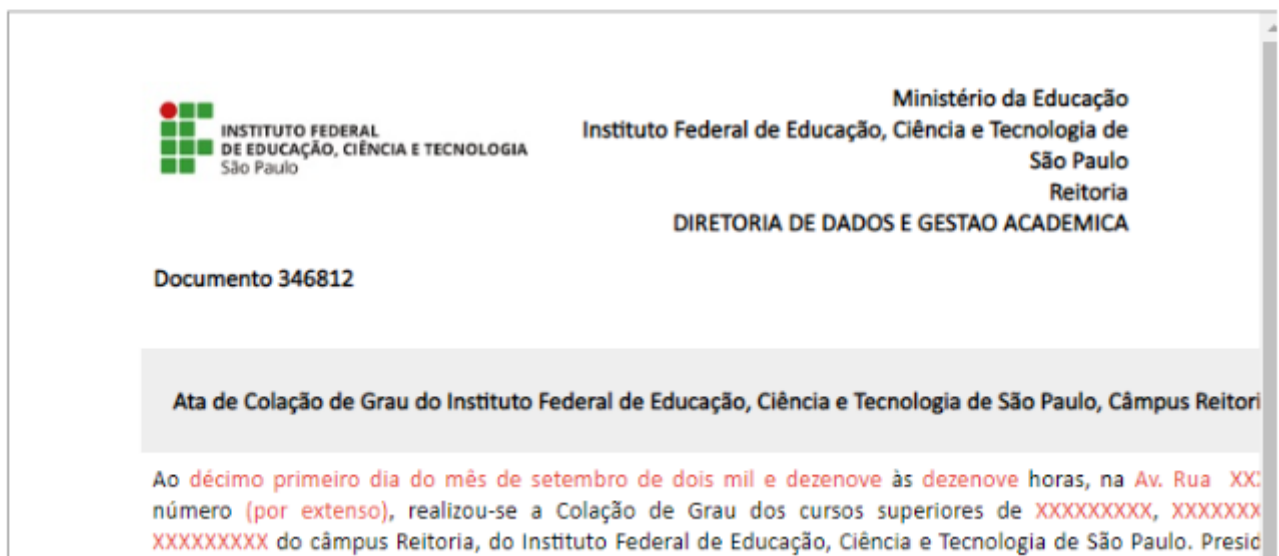 INSTITUTO FEDERAL
DE EDUCAÇÃO, CIÊNCIA E TECNOLOGIA
São Paulo
Ministério da Educação
Instituto Federal de Educação, Ciência e Tecnologia de
São Paulo
Reitoria
DIRETORIA DE DADOS E GESTAO ACADEMICA
Documento 346812
Ata de Colação de Grau do Instituto Federal de Educação, Ciência e Tecnologia de São Paulo, Câmpus Reitori
Ao décimo primeiro dia do mês de setembro de dois mil e dezenove às dezenove horas, na Av. Rua XX
número (por extenso), realizou-se a Colação de Grau dos cursos superiores de XXXXXXXXX, XXXXXXX
XXXXXXXXX do câmpus Reitoria, do Instituto Federal de Educação, Ciência e Tecnologia de São Paulo. Presid